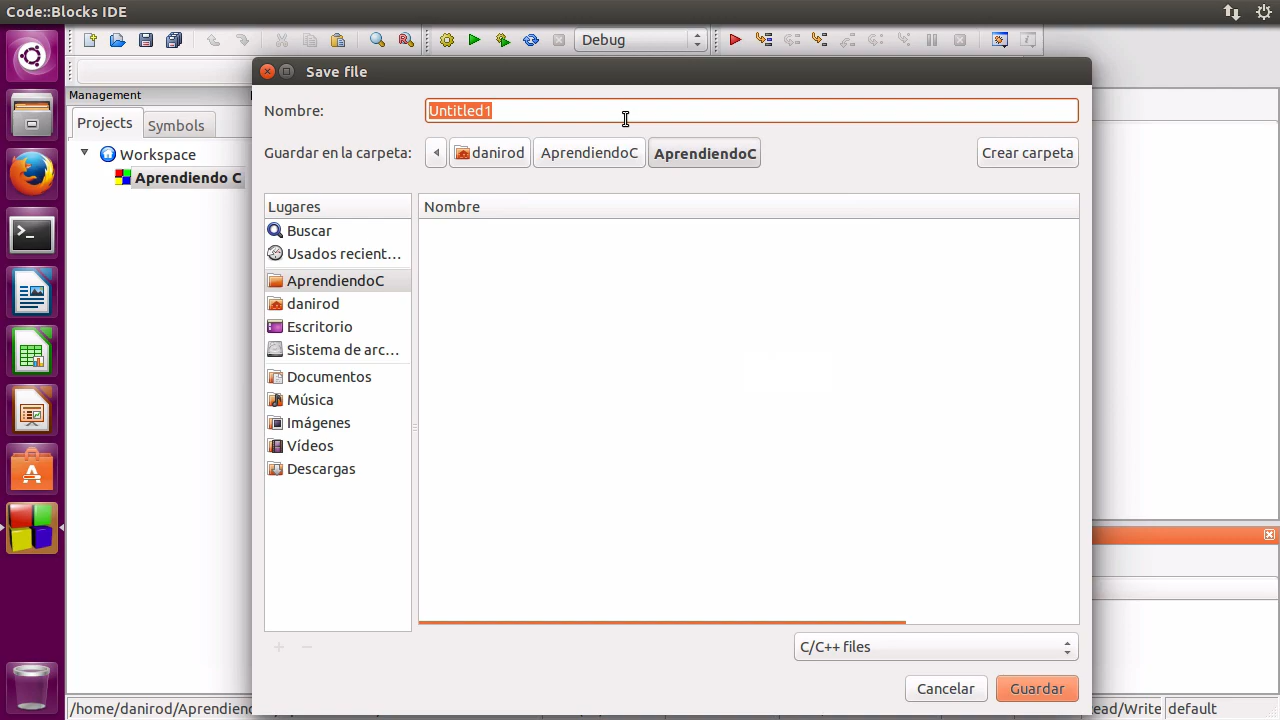 Code::Blocks IDE
Debug
Save file
Management
Projects
Symbols
Workspace
Aprendiendo C
Nombre:
Untitled1
Guardar en la carpeta:
danirod
AprendiendoC
AprendiendoC
Crear carpeta
Lugares
Nombre
Buscar
Usados recient...
AprendiendoC
danirod
Escritorio
Sistema de arc...
Documentos
Música
Imágenes
Vídeos
Descargas
C/C++ files
Cancelar
Guardar
/home/danirod/Aprendien
ead/Write
default